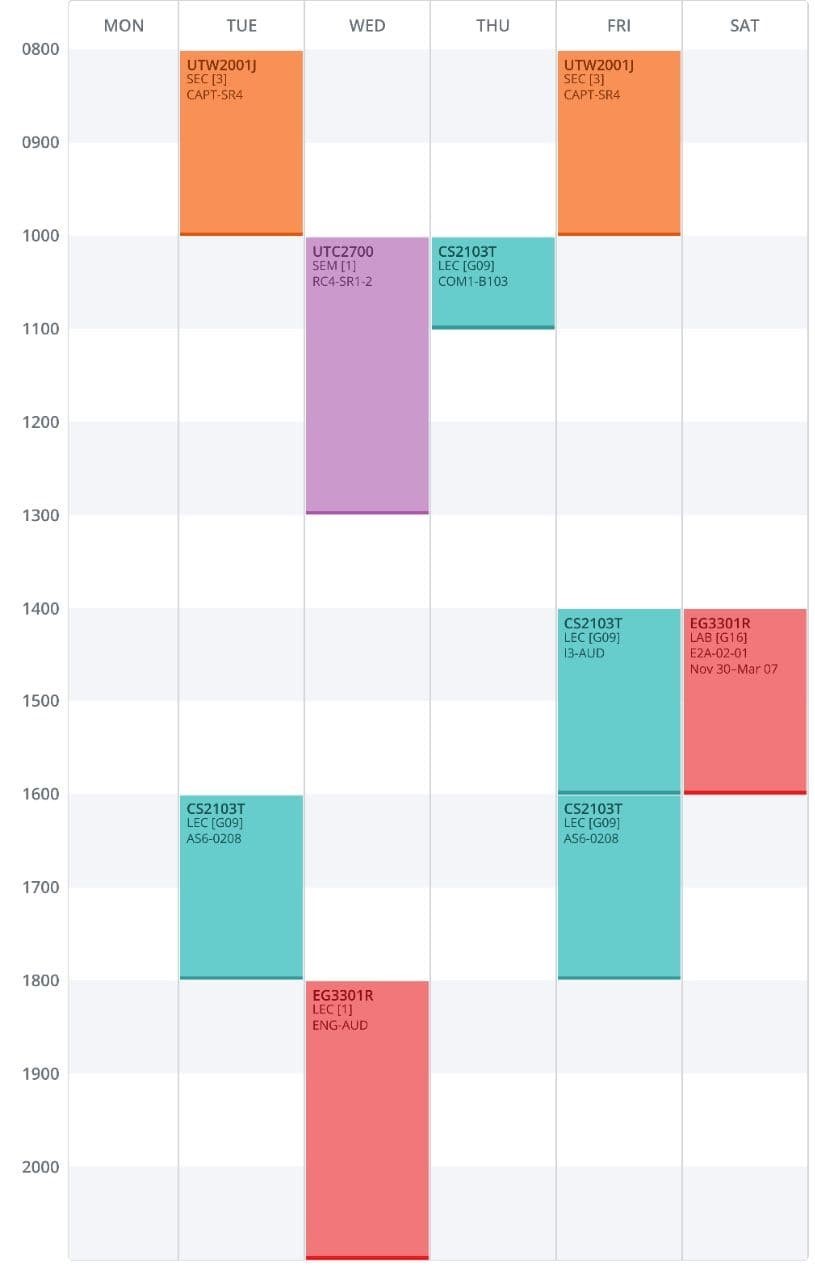 MON TUE WED THU FRI SAT
0800
UTW2001J
SEC [3]
CAPT-SR4
UTW2001J
SEC [3]
CAPT-SR4
0900
1000
UTC2700
SEM [1]
RC4-SR1-2
CS2103T
LEC [G09]
COM1-B103
1100
1200
1300
1400
CS2103T
LEC [G09]
I3-AUD
EG3301R
LAB [G16]
E2A-02-01
Nov 30–Mar 07
1500
1600
CS2103T
LEC [G09]
AS6-0208
CS2103T
LEC [G09]
AS6-0208
1700
1800
EG3301R
LEC [1]
ENG-AUD
1900
2000